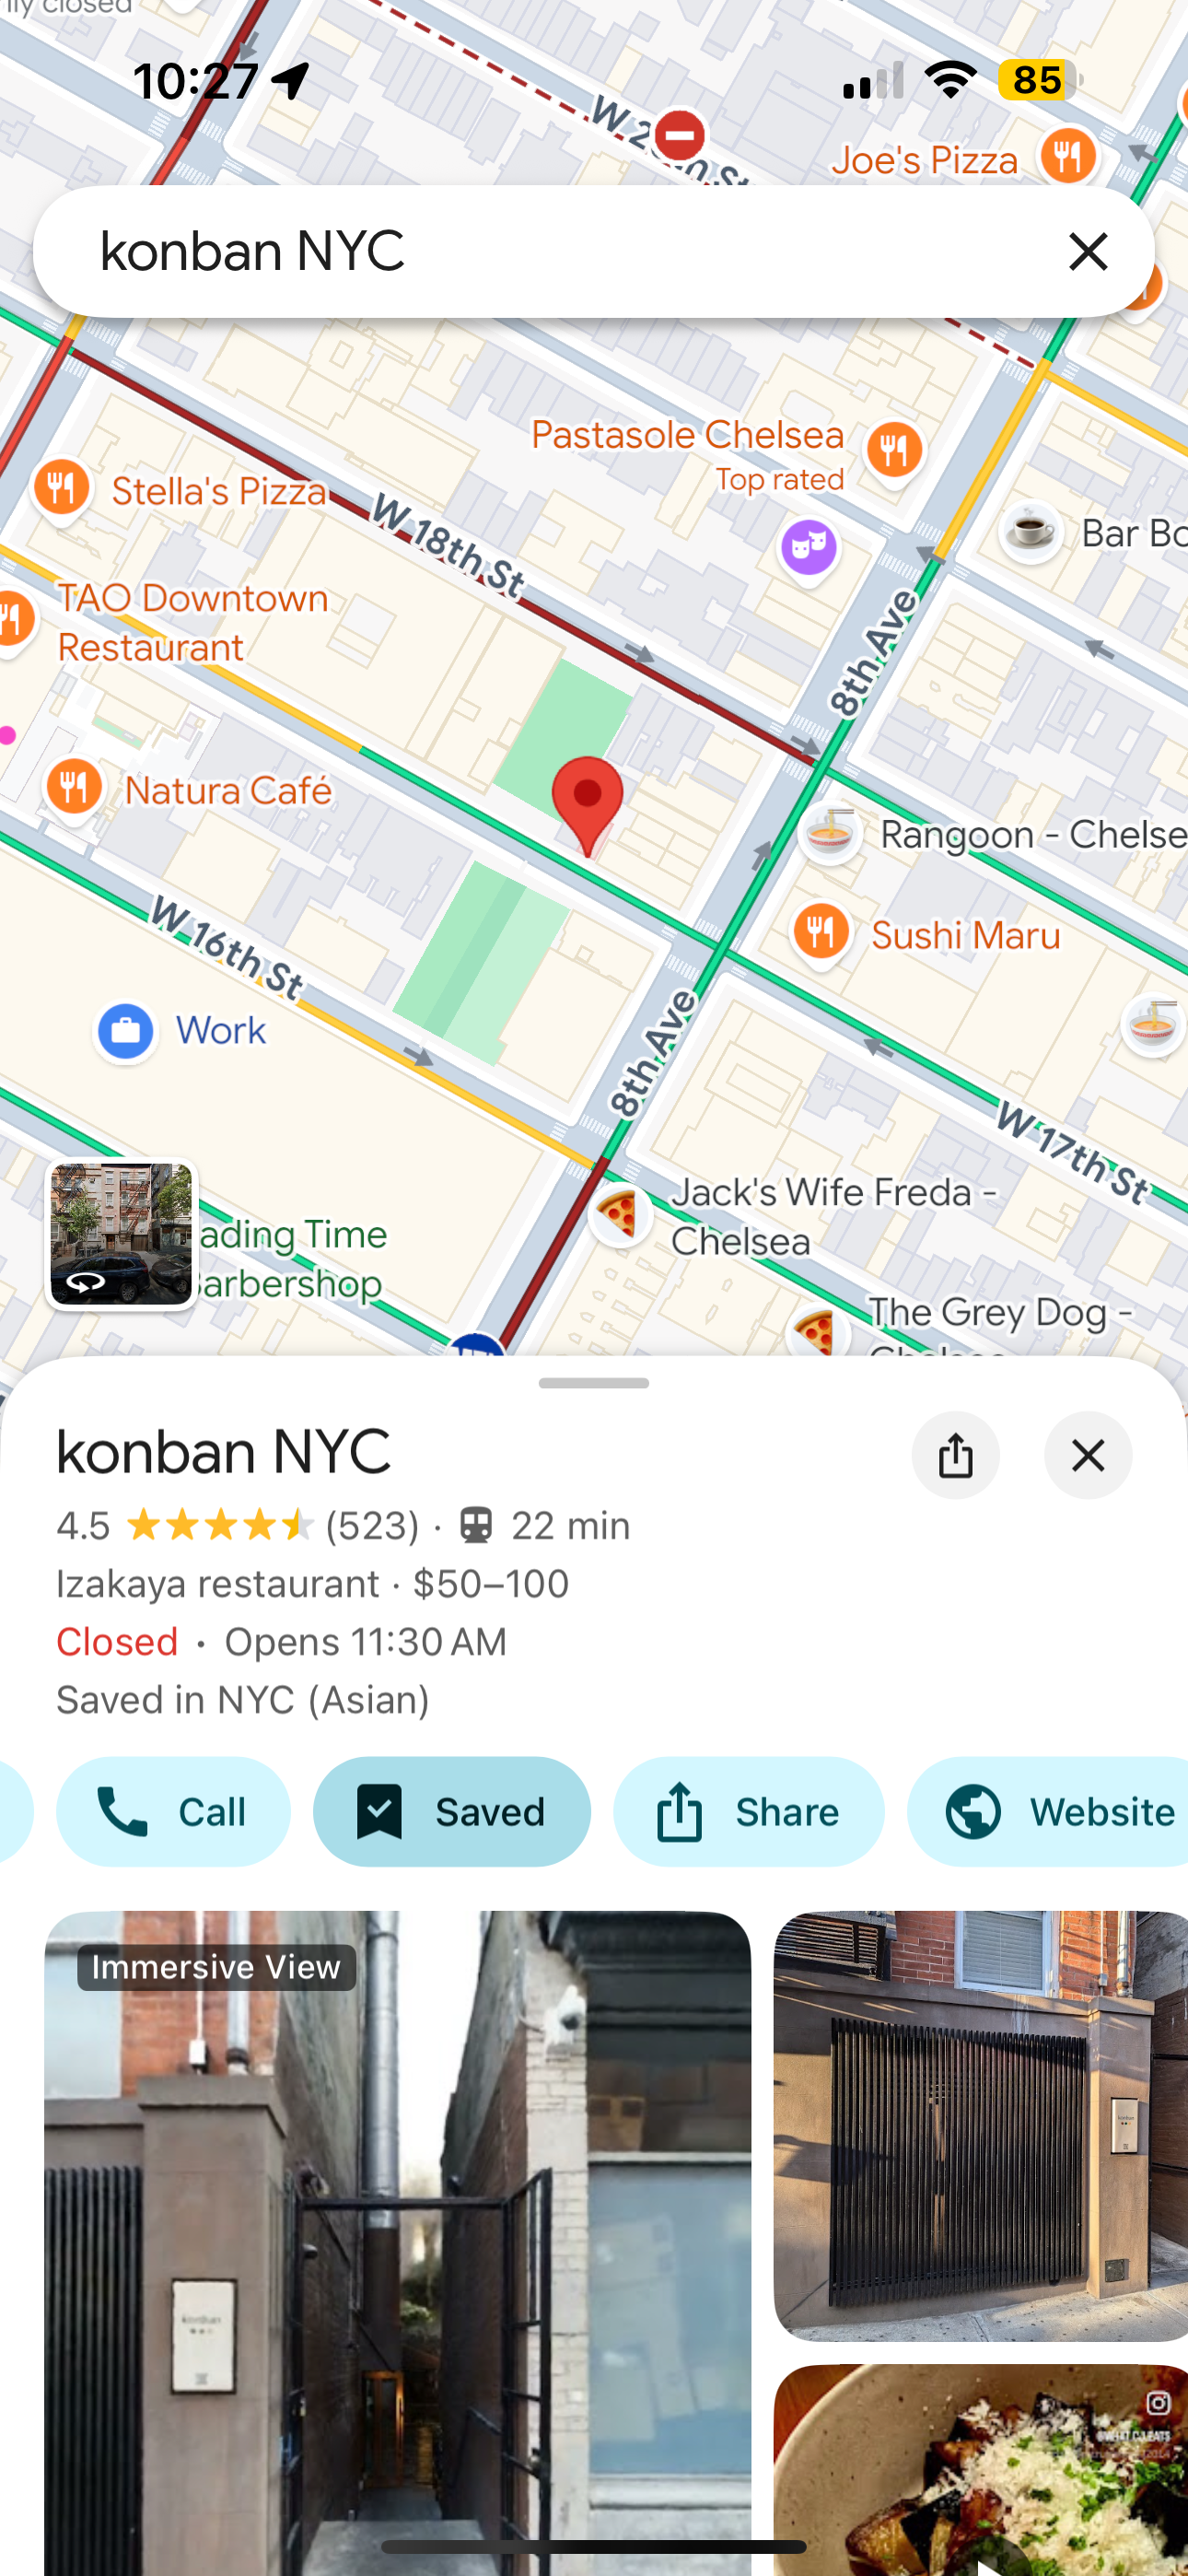 ily closed
10:27
85
Joe's Pizza
konban NYC
Pastasole Chelsea
Top rated
Stella's Pizza
W 18th St
Bar Bo
TAO Downtown
Restaurant
8th Ave
Natura Café
Rangoon - Chelse
W 16th St
Sushi Maru
Work
8th Ave
W 17th St
Jack's Wife Freda -
Chelsea
ading Time
arbershop
The Grey Dog -
konban NYC
4.5 (523) · 22 min
Izakaya restaurant · $50–100
Closed · Opens 11:30 AM
Saved in NYC (Asian)
Call
Saved
Share
Website
Immersive View
konban